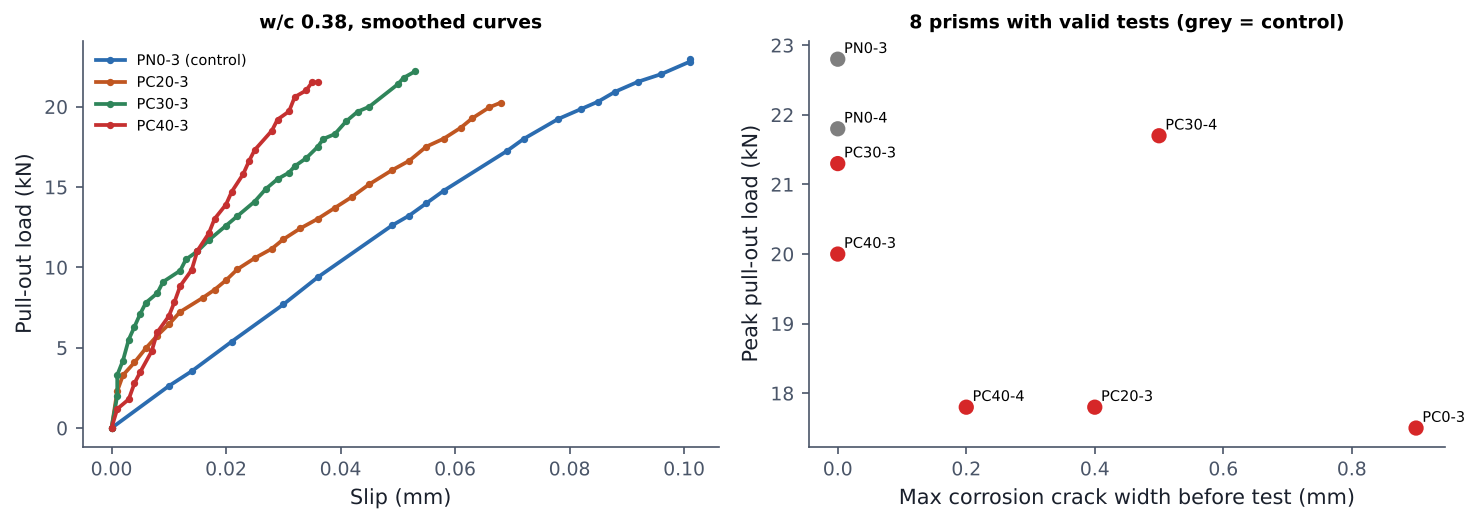 w/c 0.38, smoothed curves
PN0-3 (control)
PC20-3
PC30-3
PC40-3
Pull-out load (kN)
20
15
10
5
0
0.00 0.02 0.04 0.06 0.08 0.10
Slip (mm)
8 prisms with valid tests (grey = control)
Peak pull-out load (kN)
23
22
21
20
19
18
PN0-3
PN0-4
PC30-4
PC30-3
PC40-3
PC40-4
PC20-3
PC0-3
0.0 0.2 0.4 0.6 0.8
Max corrosion crack width before test (mm)